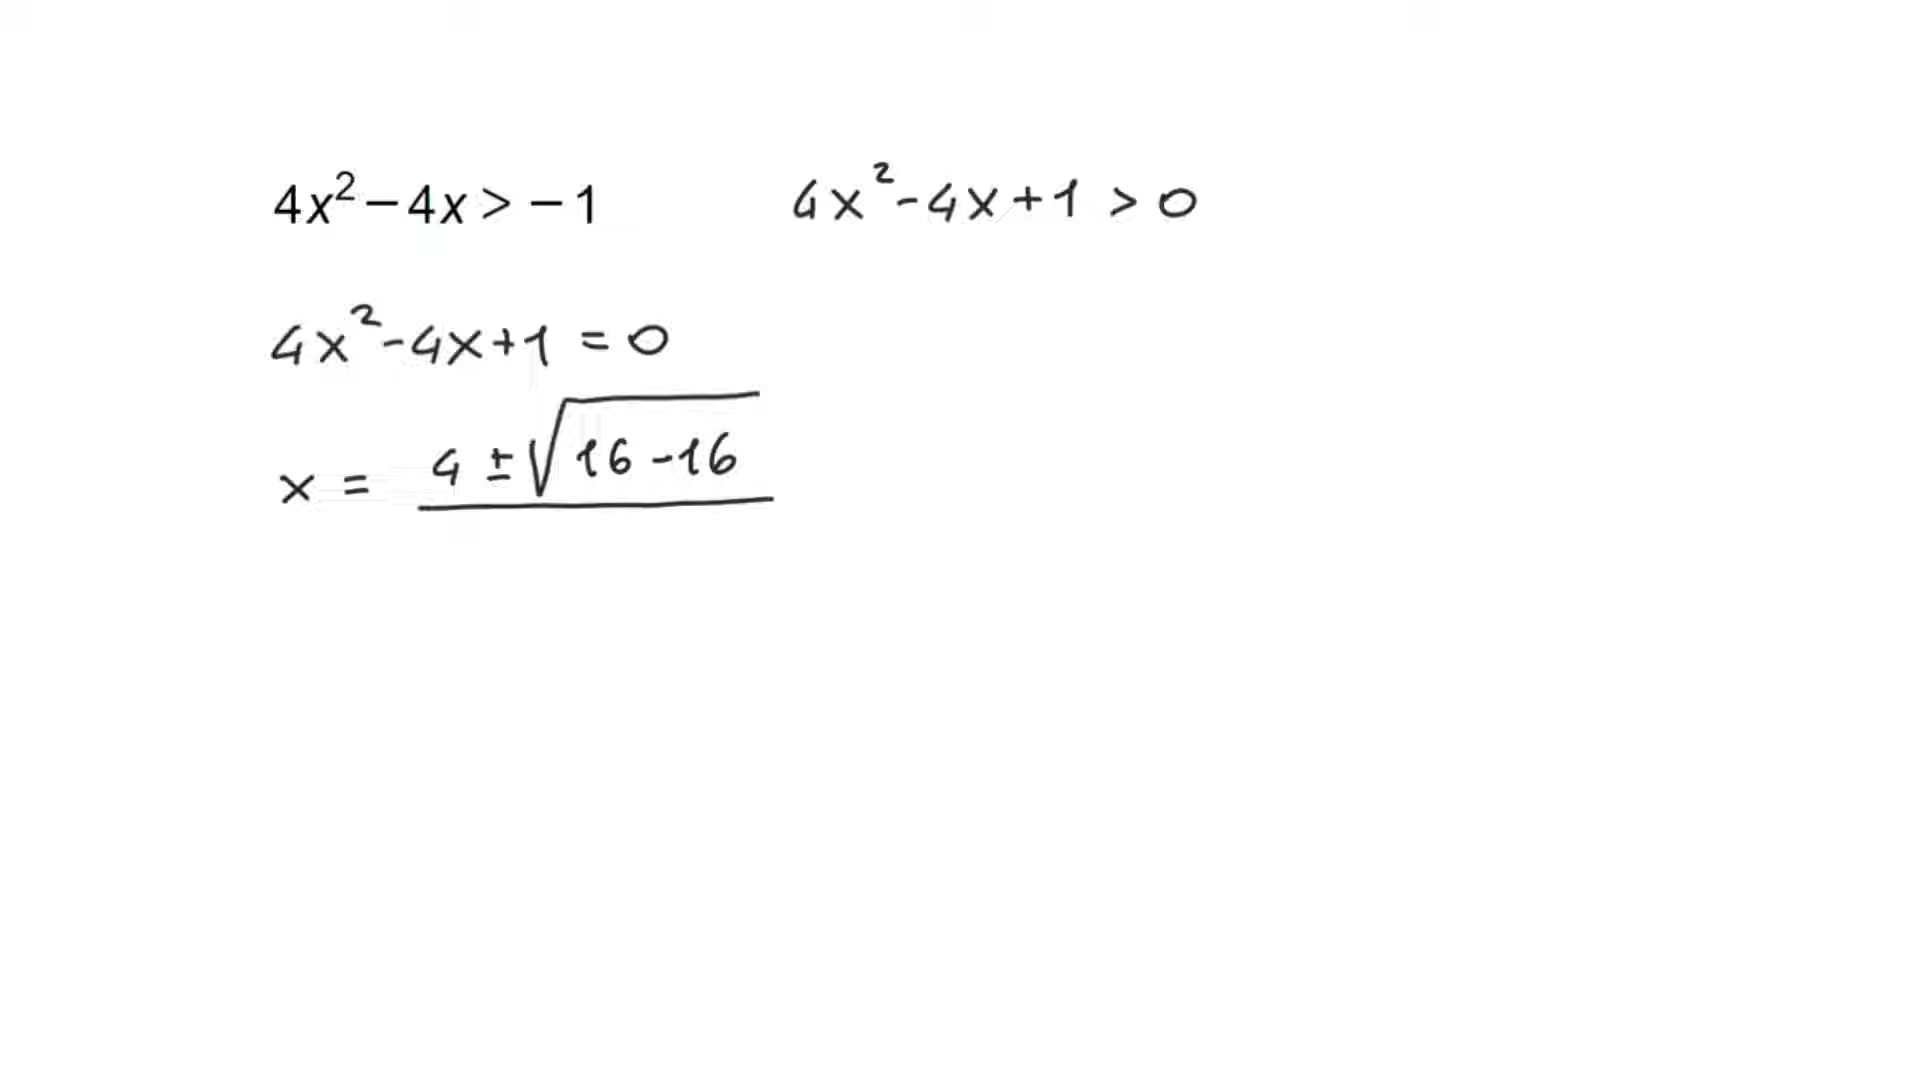 4x² − 4x > − 1    4x² - 4x + 1 > 0
4x² - 4x + 1 = 0
x = 4 ± √16 - 16